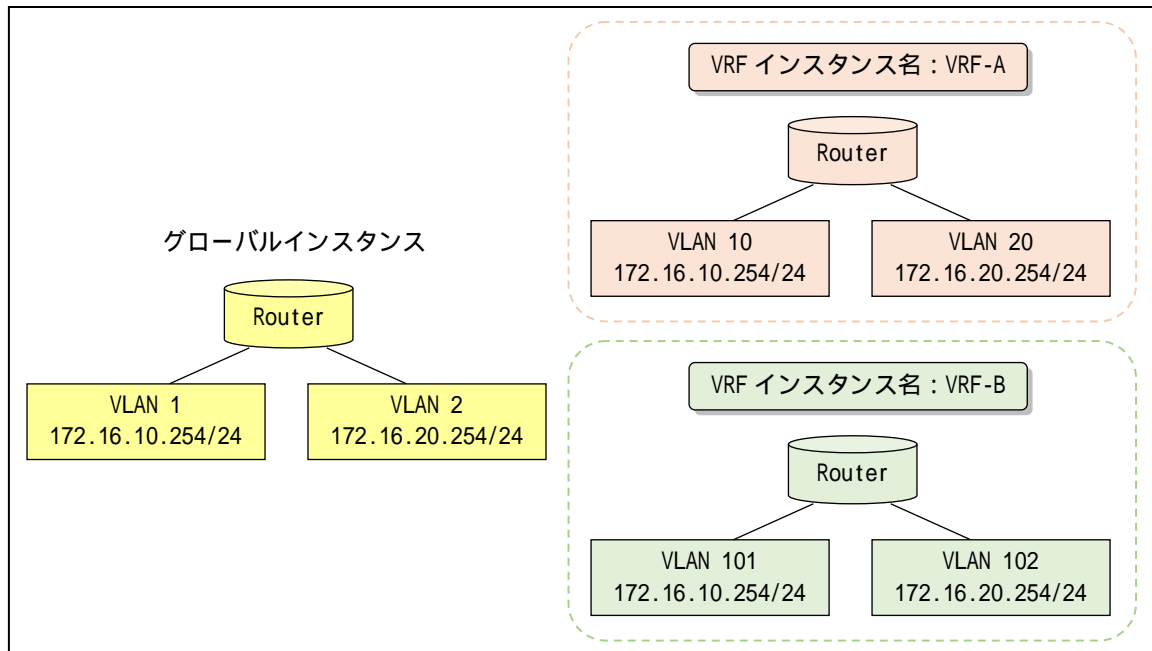 グローバルインスタンス
Router
VLAN 1
172.16.10.254/24
VLAN 2
172.16.20.254/24
VRF インスタンス名：VRF-A
Router
VLAN 10
172.16.10.254/24
VLAN 20
172.16.20.254/24
VRF インスタンス名：VRF-B
Router
VLAN 101
172.16.10.254/24
VLAN 102
172.16.20.254/24